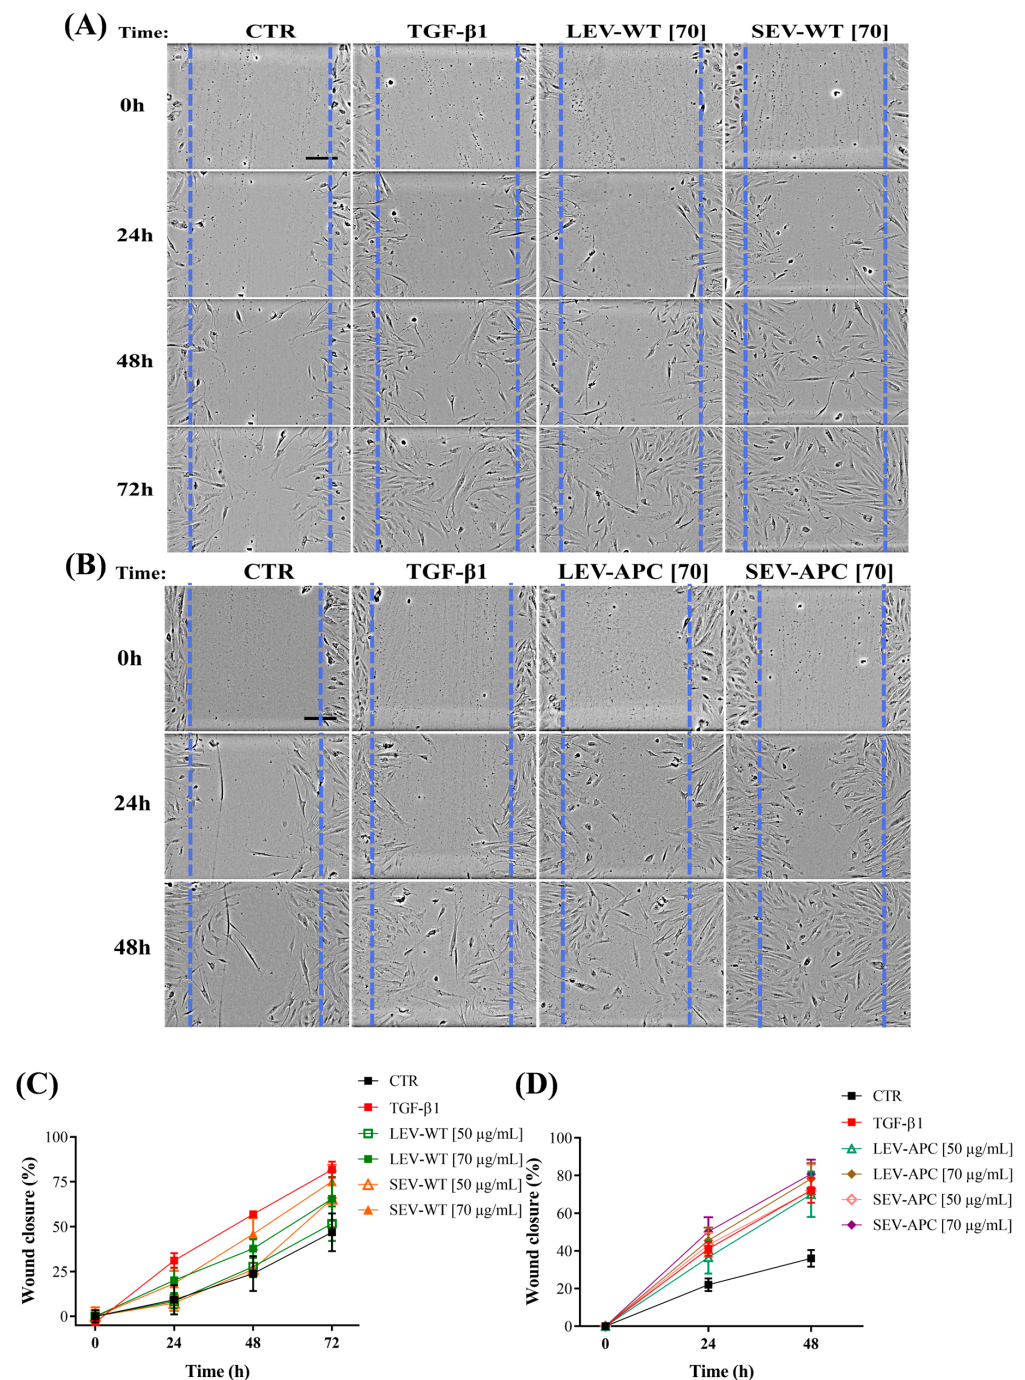 (A) Time: CTR TGF-β1 LEV-WT [70] SEV-WT [70]
0h
24h
48h
72h
(B) Time: CTR TGF-β1 LEV-APC [70] SEV-APC [70]
0h
24h
48h
(C)
CTR
TGF-β1
LEV-WT [50 µg/mL]
LEV-WT [70 µg/mL]
SEV-WT [50 µg/mL]
SEV-WT [70 µg/mL]
Wound closure (%)
100
75
50
25
0
0 24 48 72
Time (h)
(D)
CTR
TGF-β1
LEV-APC [50 µg/mL]
LEV-APC [70 µg/mL]
SEV-APC [50 µg/mL]
SEV-APC [70 µg/mL]
Wound closure (%)
100
80
60
40
20
0
0 24 48
Time (h)